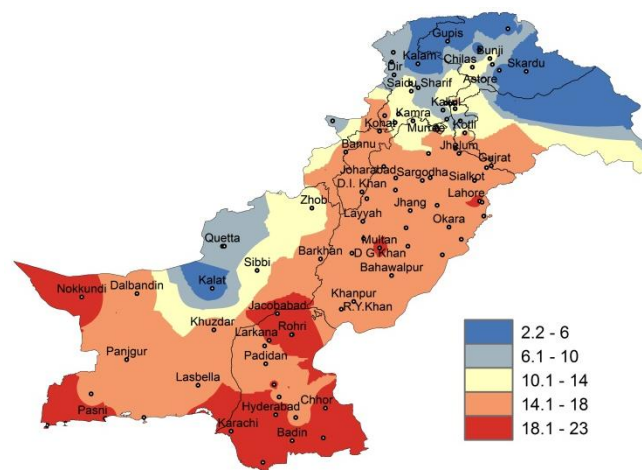 Gupis
Bunji
Kalam
Chilas
Skardu
Dir
Astore
Saidu Sharif
Kakul
Kamra
Kohat
Murree
Kotli
Bannu
Jhelum
Gujrat
Joharabad
Sargodha
Sialkot
D.I. Khan
Lahore
Zhob
Layyah
Jhang
Okara
Quetta
Multan
Barkhan
D G Khan
Sibbi
Bahawalpur
Kalat
Dalbandin
Nokkundi
Khanpur
Jacobabad
R.Y.Khan
2.2 - 6
Khuzdar
Rohri
Larkana
6.1 - 10
Panjgur
Padidan
10.1 - 14
Lasbella
14.1 - 18
Pasni
Hyderabad
Chhor
18.1 - 23
Karachi
Badin